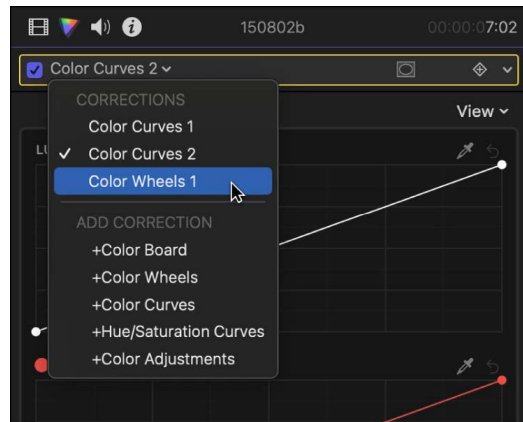 150802b 00:00:07:02
Color Curves 2
CORRECTIONS
View
Color Curves 1
LU
✓ Color Curves 2
Color Wheels 1
ADD CORRECTION
+Color Board
+Color Wheels
+Color Curves
+Hue/Saturation Curves
+Color Adjustments